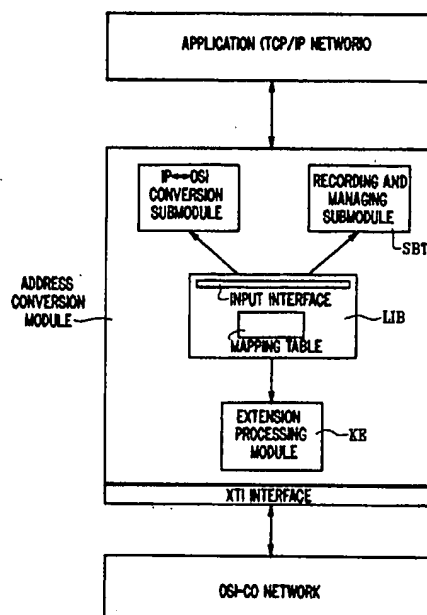 APPLICATION (TCP/IP NETWORK)
IP↔OSI
CONVERSION
SUBMODULE
RECORDING AND
MANAGING
SUBMODULE
SBT
ADDRESS
CONVERSION
MODULE
INPUT INTERFACE
LIB
MAPPING TABLE
EXTENSION
PROCESSING
MODULE
KE
XTI INTERFACE
OSI-CO NETWORK